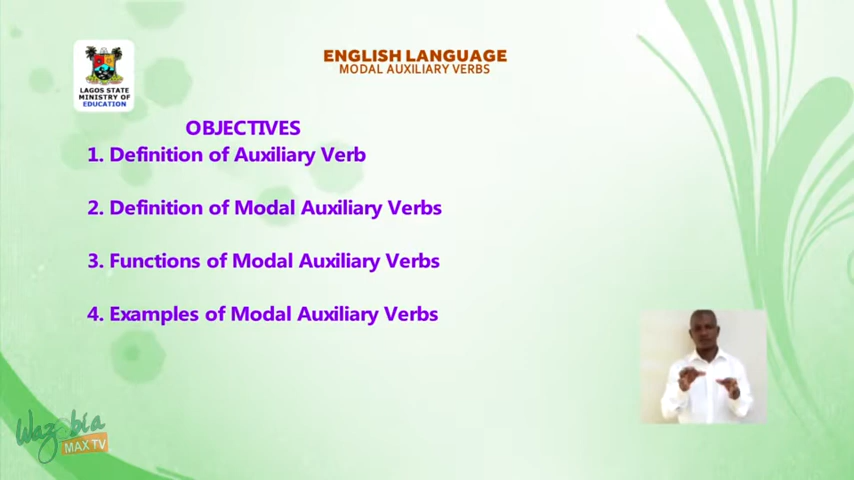 ENGLISH LANGUAGE
MODAL AUXILIARY VERBS
LAGOS STATE
MINISTRY OF
EDUCATION
OBJECTIVES
1. Definition of Auxiliary Verb
2. Definition of Modal Auxiliary Verbs
3. Functions of Modal Auxiliary Verbs
4. Examples of Modal Auxiliary Verbs
Wazobia
MAX TV